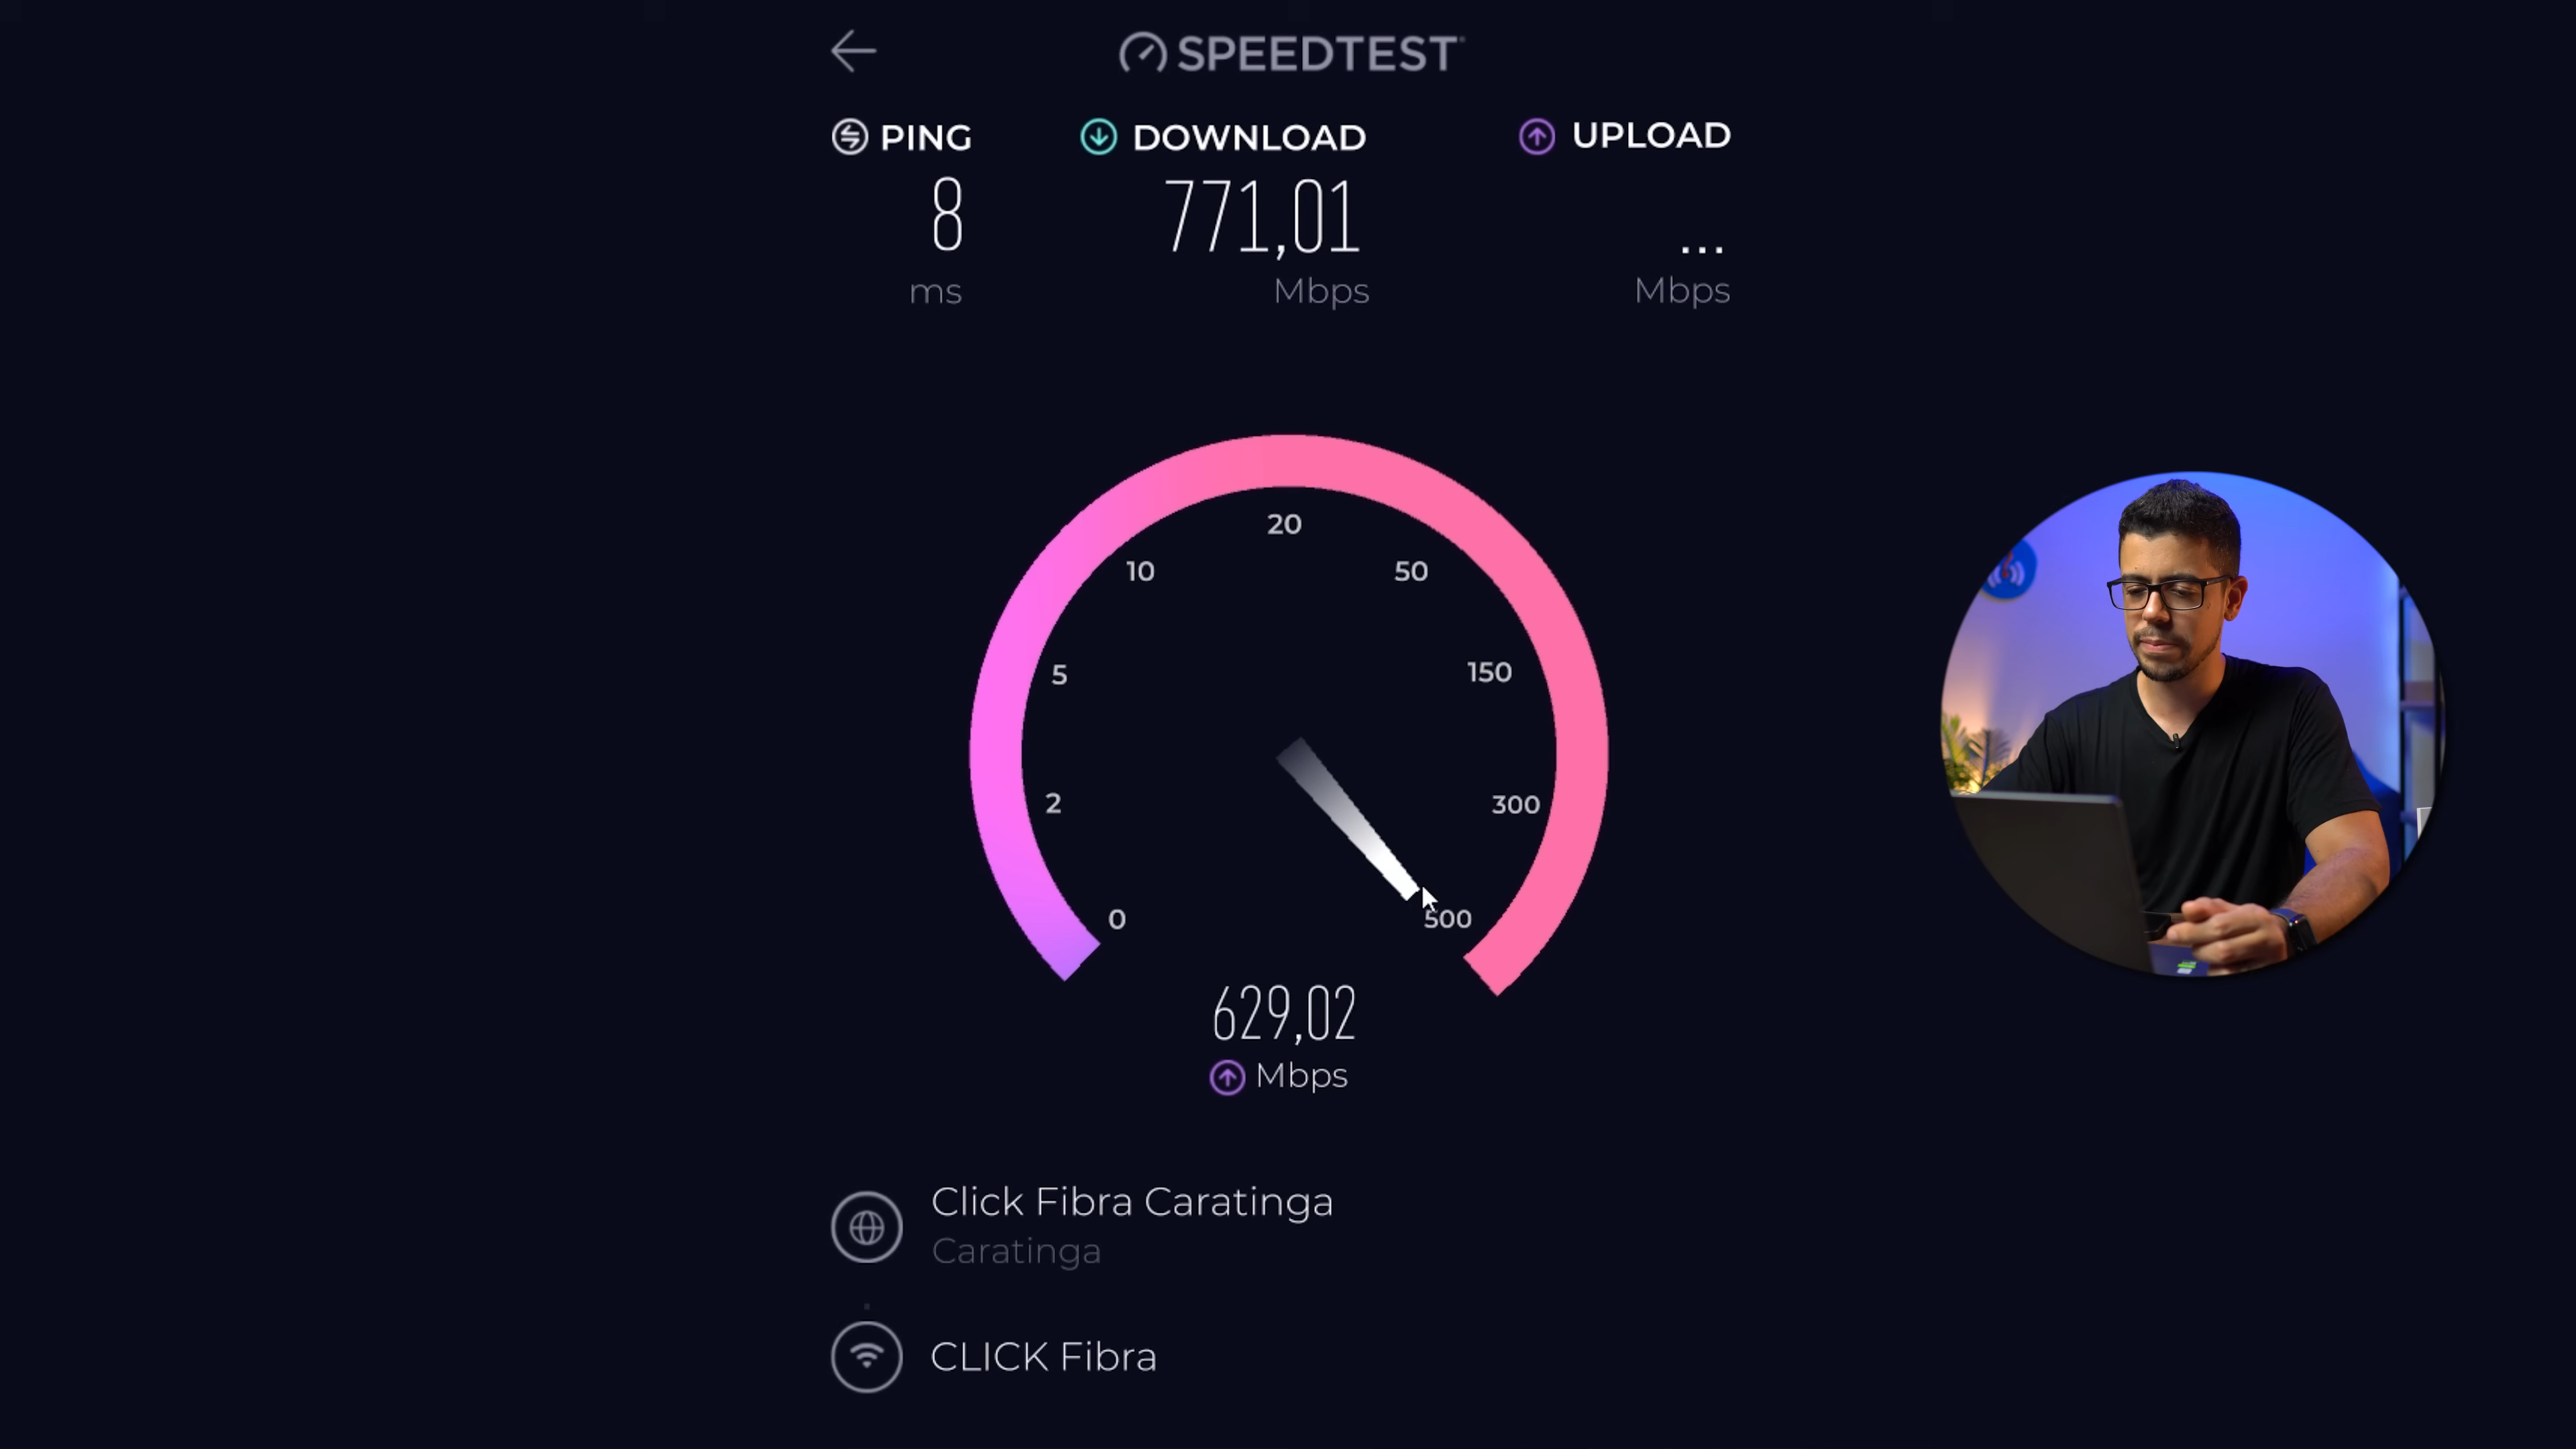 SPEEDTEST
PING
DOWNLOAD
UPLOAD
8
771,01
...
ms
Mbps
Mbps
20
10
50
5
150
2
300
0
500
629,02
Mbps
Click Fibra Caratinga
Caratinga
CLICK Fibra